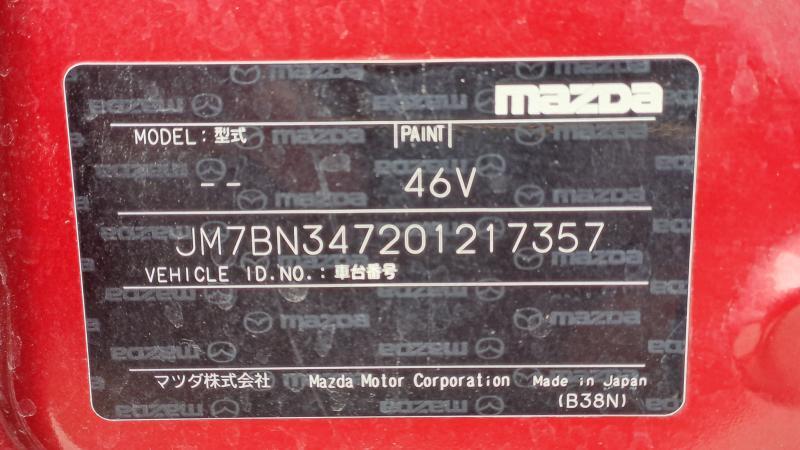 mazda
MODEL: 型式 PAINT
-- 46V
JM7BN347201217357
VEHICLE ID.NO.: 車台番号
マツダ株式会社 Mazda Motor Corporation Made in Japan
(B38N)